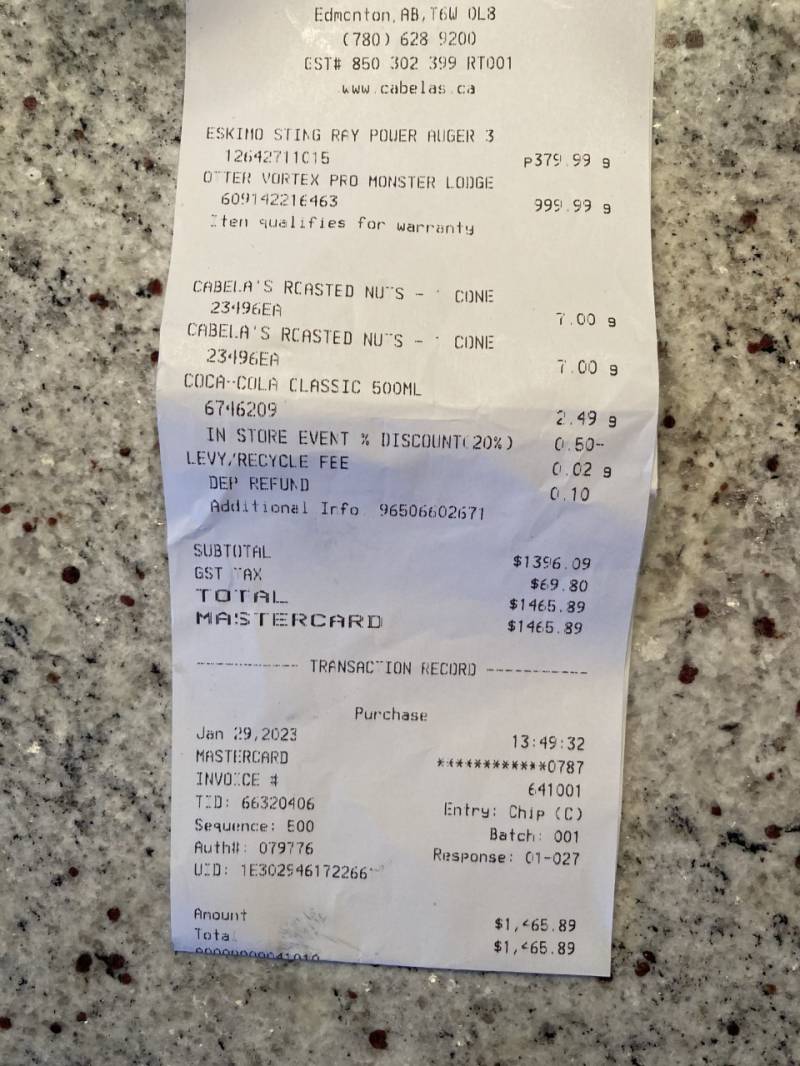 Edmonton, AB, T6W 0L8
(780) 628 9200
GST# 850 302 399 RT001
www.cabelas.ca
ESKIMO STING RAY POWER AUGER 3
12642711015 P379.99 g
OTTER VORTEX PRO MONSTER LODGE
609142216463 999.99 g
Item qualifies for warranty
CABELA'S ROASTED NUTS - CONE
23496EA 7.00 g
CABELA'S ROASTED NUTS - CONE
23496EA 7.00 g
COCA-COLA CLASSIC 500ML
6746209 2.49 g
IN STORE EVENT % DISCOUNT(20%) 0.50-
LEVY/RECYCLE FEE 0.02 g
DEP REFUND 0.10
Additional Info 96506602671
SUBTOTAL $1396.09
GST TAX $69.80
TOTAL $1465.89
MASTERCARD $1465.89
------------ TRANSACTION RECORD ------------
Purchase
Jan 29,2023 13:49:32
MASTERCARD ************0787
INVOICE # 641001
TID: 66320406 Entry: Chip (C)
Sequence: E00 Batch: 001
Auth#: 079776 Response: 01-027
UID: 1E302946172266
Amount $1,465.89
Total $1,465.89